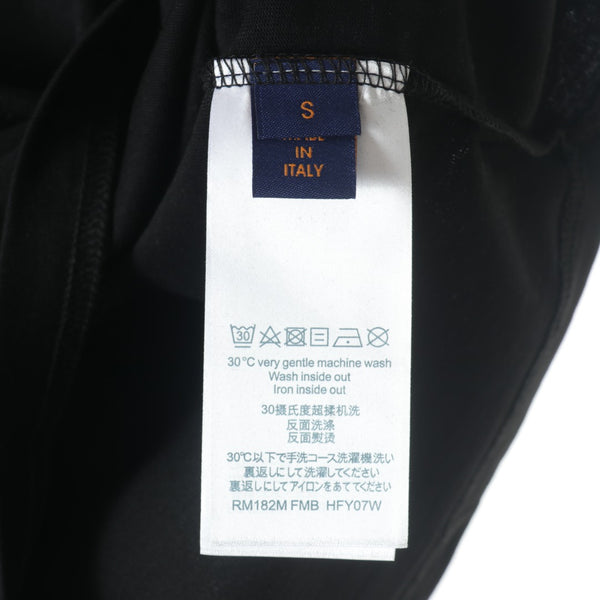 S
MADE
IN
ITALY
30
30°C very gentle machine wash
Wash inside out
Iron inside out
30摄氏度超揉机洗
反面洗涤
反面熨烫
30℃以下で手洗コース洗濯機洗い
裏返しにして洗濯してください
裏返しにしてアイロンをあてください
RM182M FMB HFY07W